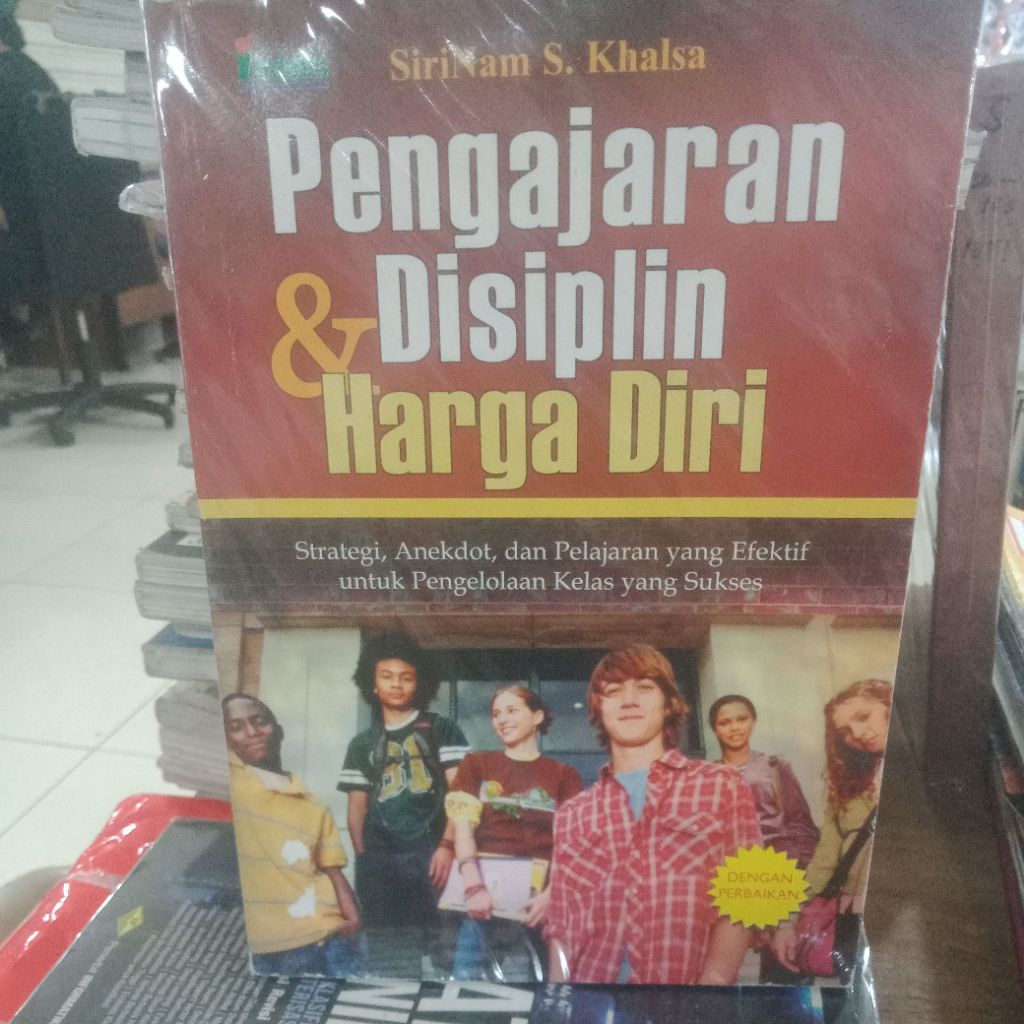 SiriNam S. Khalsa
Pengajaran
Disiplin
&
Harga Diri
Strategi, Anekdot, dan Pelajaran yang Efektif
untuk Pengelolaan Kelas yang Sukses
31
DENGAN
PERBAIKAN